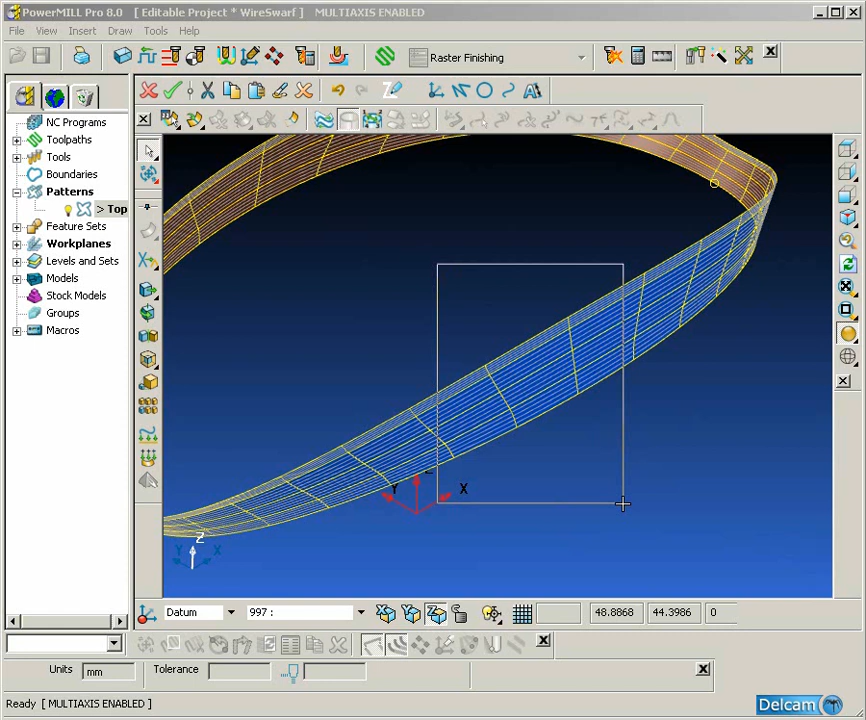 PowerMILL Pro 8.0    [ Editable Project * WireSwarf ]    MULTIAXIS ENABLED
File View Insert Draw Tools Help
Raster Finishing
NC Programs
Toolpaths
Tools
Boundaries
Patterns
> Top
Feature Sets
Workplanes
Levels and Sets
Models
Stock Models
Groups
Macros
Y X
Z
Y X
Datum 997 : 48.8868 44.3986 0
Units mm Tolerance
Ready [ MULTIAXIS ENABLED ] Delcam